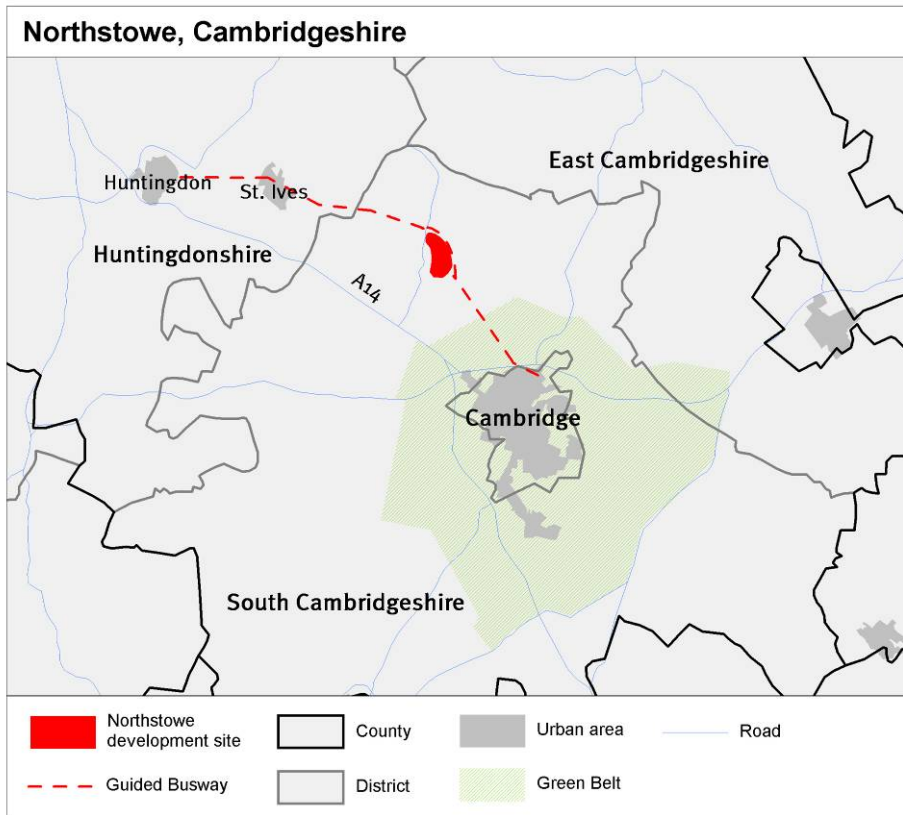 Northstowe, Cambridgeshire
East Cambridgeshire
Huntingdon
St. Ives
Huntingdonshire
A14
Cambridge
South Cambridgeshire
Northstowe
development site
County
Urban area
Road
Guided Busway
District
Green Belt